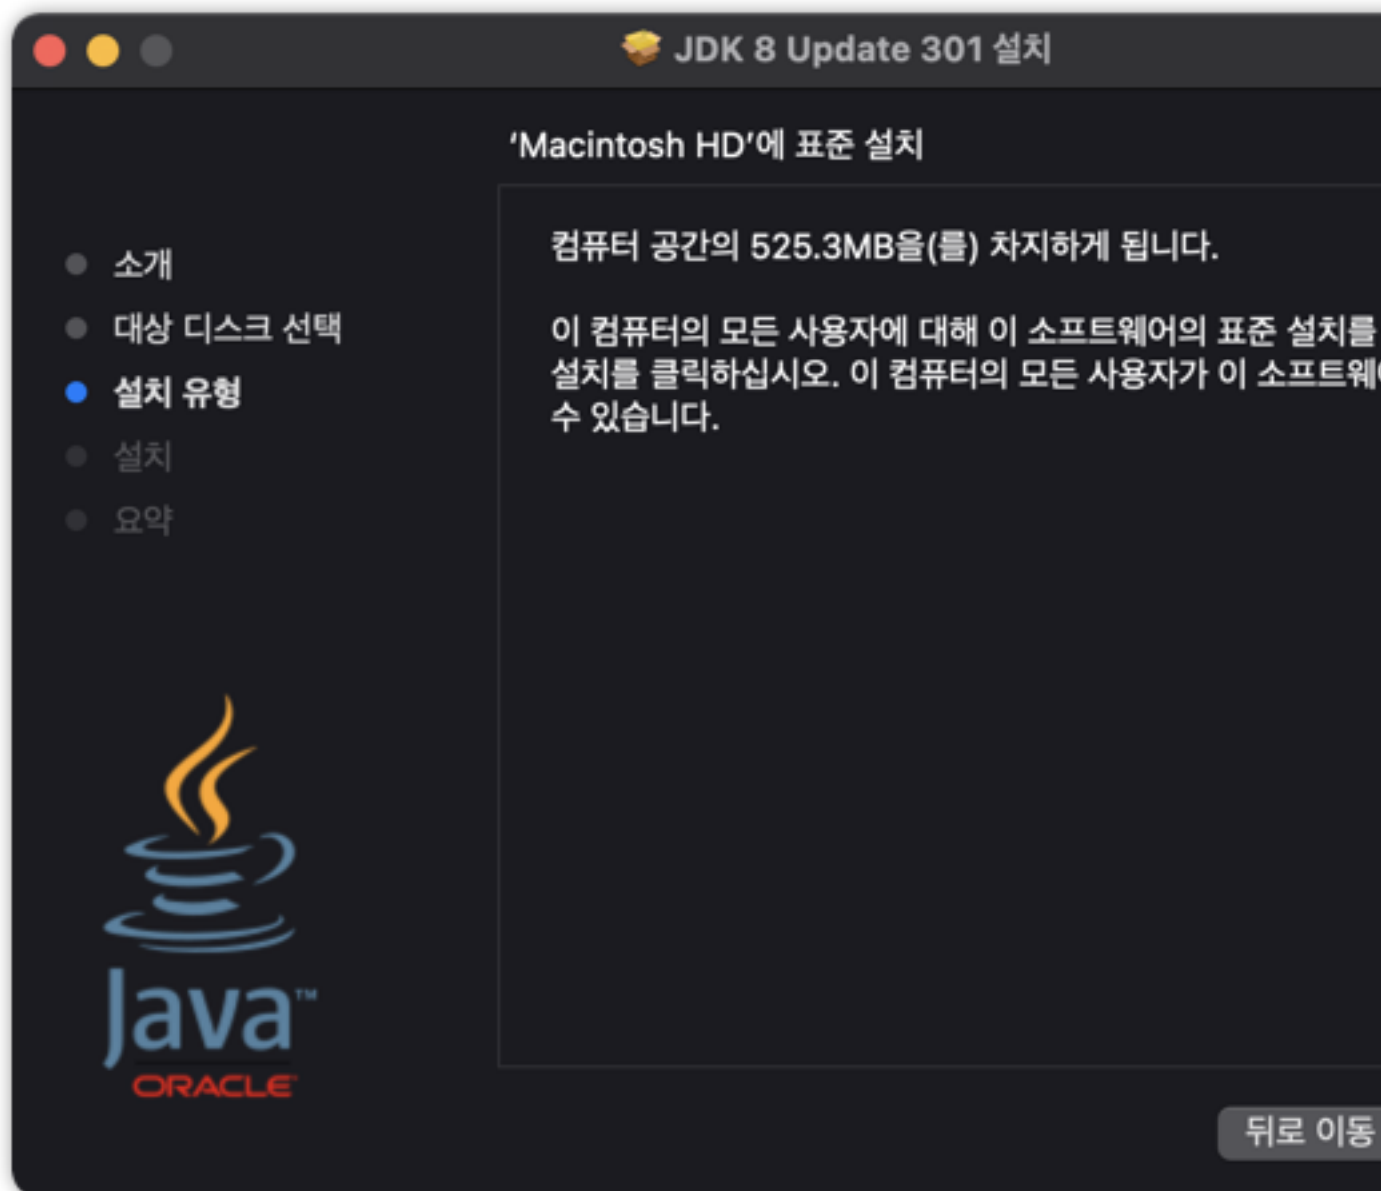 JDK 8 Update 301 설치
'Macintosh HD'에 표준 설치
소개
대상 디스크 선택
설치 유형
설치
요약
컴퓨터 공간의 525.3MB을(를) 차지하게 됩니다.
이 컴퓨터의 모든 사용자에 대해 이 소프트웨어의 표준 설치를
설치를 클릭하십시오. 이 컴퓨터의 모든 사용자가 이 소프트웨
수 있습니다.
Java™
ORACLE
뒤로 이동